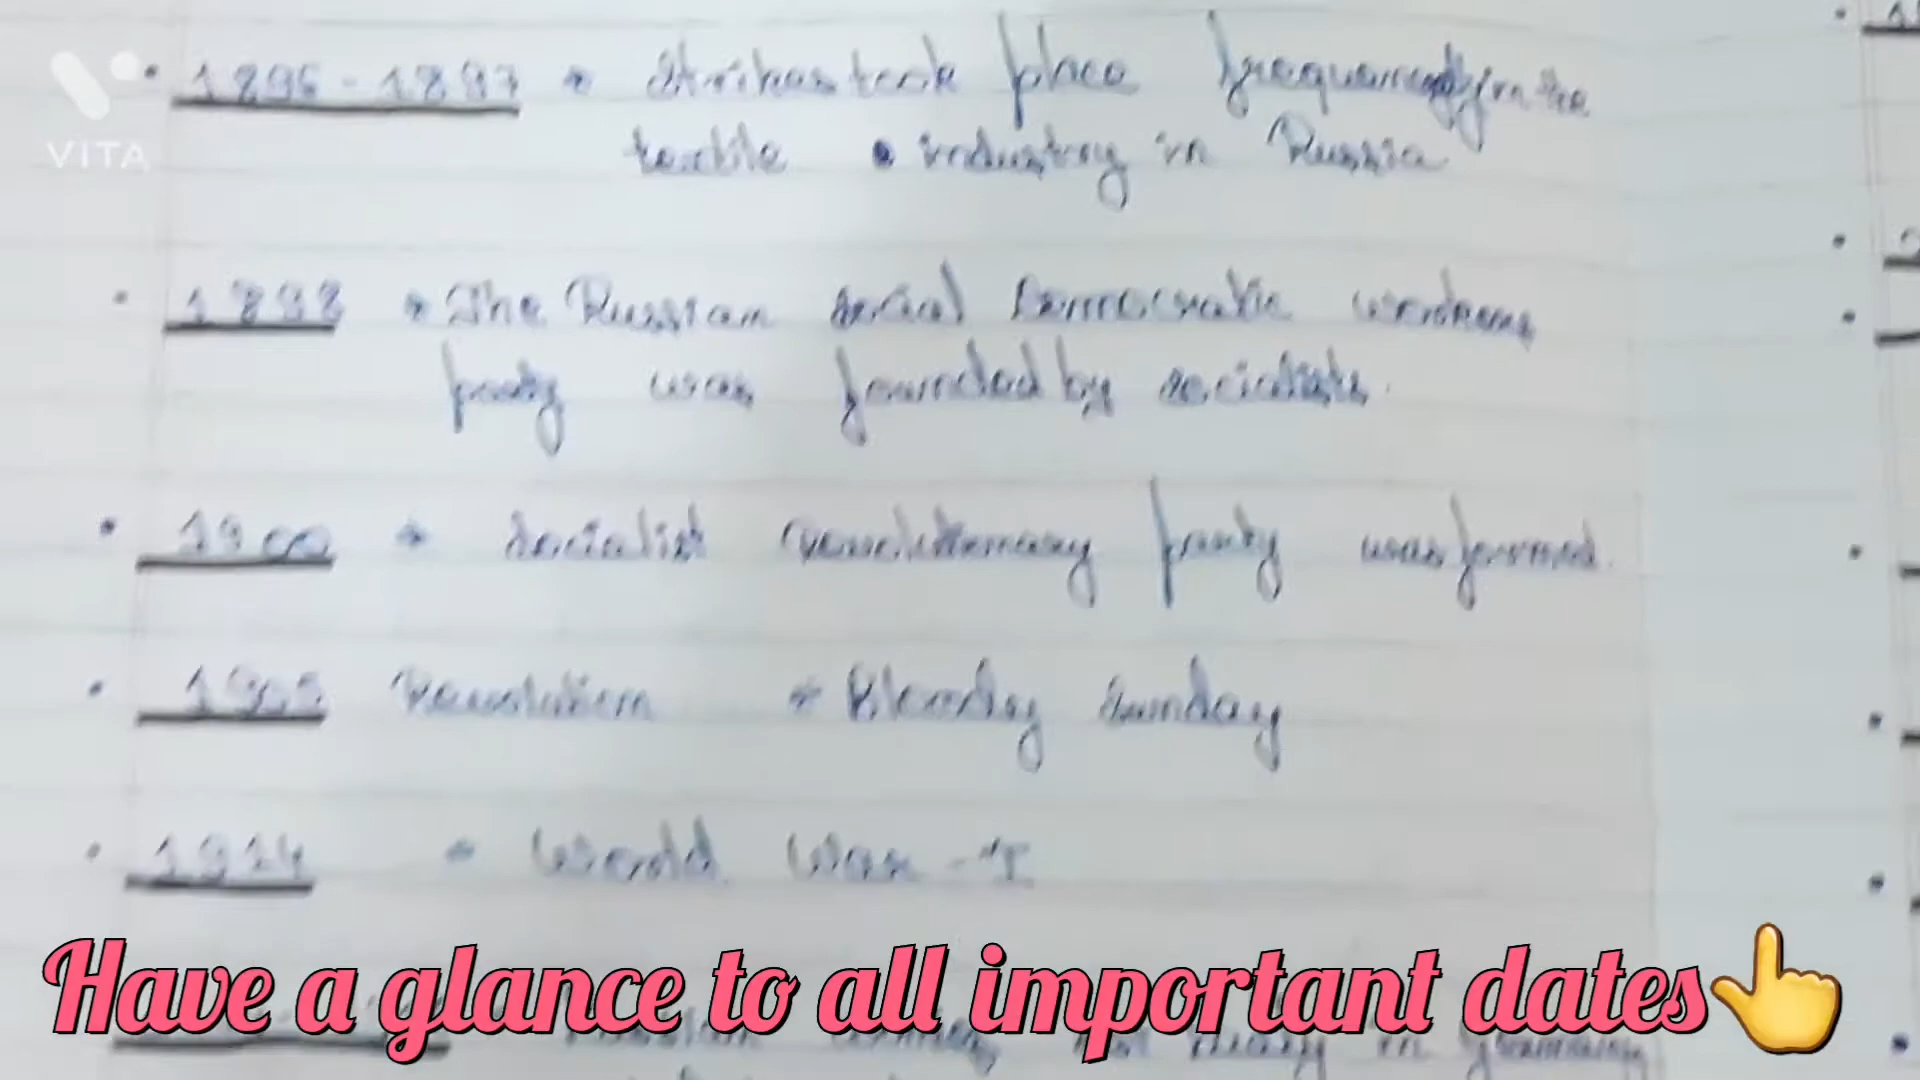 VITA
1896-1897 * Strikes took place frequently in the
textile industry in Russia
1898 * The Russian Social Democratic workers
party was founded by socialists.
1900 * Socialist revolutionary party was formed.
1905 Revolution * Bloody Sunday
1914 * World War - I
Have a glance to all important dates👆